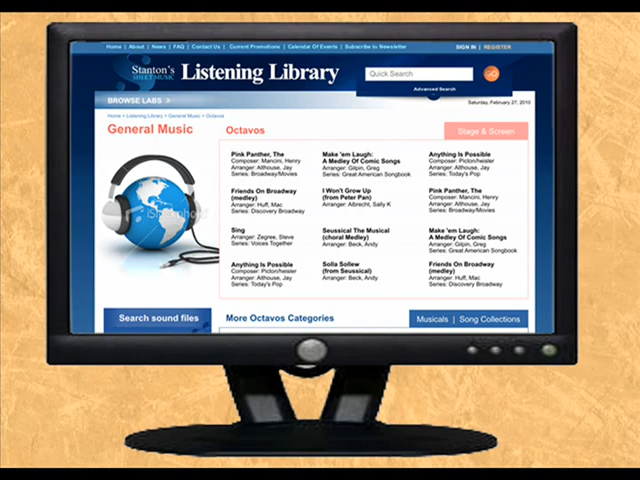 Home | About | News | FAQ | Contact Us | Current Promotions | Calendar Of Events | Subscribe to Newsletter
SIGN IN | REGISTER
Stanton's
SHEET MUSIC
Listening Library
Quick Search
GO
Advanced Search
BROWSE LABS >
Saturday, February 27, 2010
Home > Listening Library > General Music > Octavos
General Music
Octavos
Stage & Screen
Pink Panther, The
Composer: Mancini, Henry
Arranger: Althouse, Jay
Series: Broadway/Movies
Make 'em Laugh:
A Medley Of Comic Songs
Arranger: Gilpin, Greg
Series: Great American Songbook
Anything Is Possible
Composer: Picton/heisler
Arranger: Althouse, Jay
Series: Today's Pop
Friends On Broadway
(medley)
Arranger: Huff, Mac
Series: Discovery Broadway
I Won't Grow Up
(from Peter Pan)
Arranger: Albrecht, Sally K
Pink Panther, The
Composer: Mancini, Henry
Arranger: Althouse, Jay
Series: Broadway/Movies
Sing
Arranger: Zegree, Steve
Series: Voices Together
Seussical The Musical
(choral Medley)
Arranger: Beck, Andy
Make 'em Laugh:
A Medley Of Comic Songs
Arranger: Gilpin, Greg
Series: Great American Songbook
Anything Is Possible
Composer: Picton/heisler
Arranger: Althouse, Jay
Series: Today's Pop
Solla Sollew
(from Seussical)
Arranger: Beck, Andy
Friends On Broadway
(medley)
Arranger: Huff, Mac
Series: Discovery Broadway
iStockphoto
Search sound files
More Octavos Categories
Musicals | Song Collections